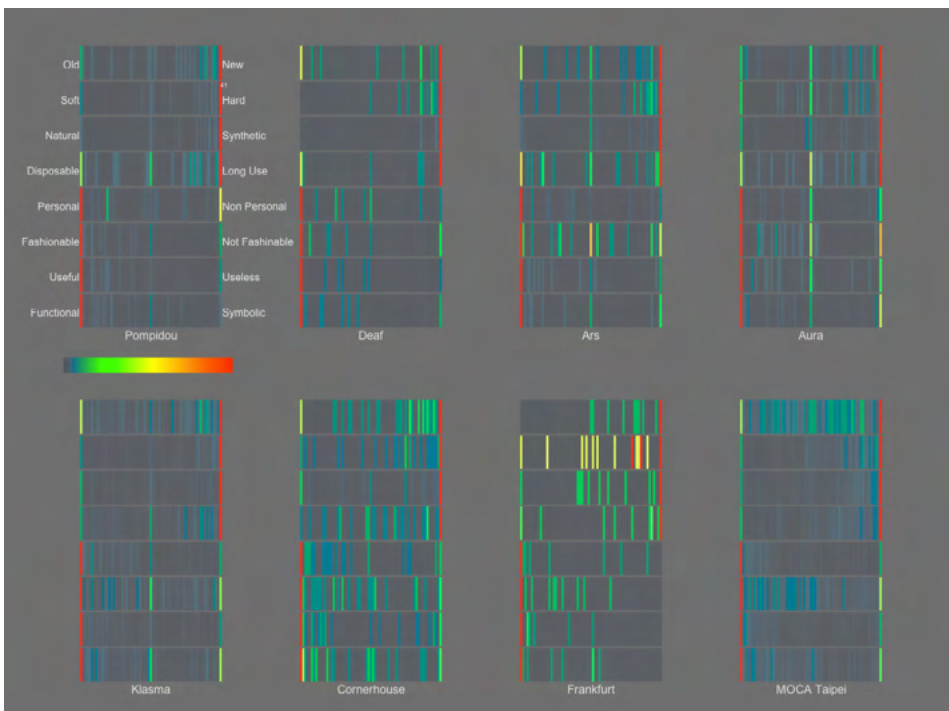 Old New
41
Soft Hard
Natural Synthetic
Disposable Long Use
Personal Non Personal
Fashionable Not Fashinable
Useful Useless
Functional Symbolic
Pompidou Deaf Ars Aura
Klasma Cornerhouse Frankfurt MOCA Taipei